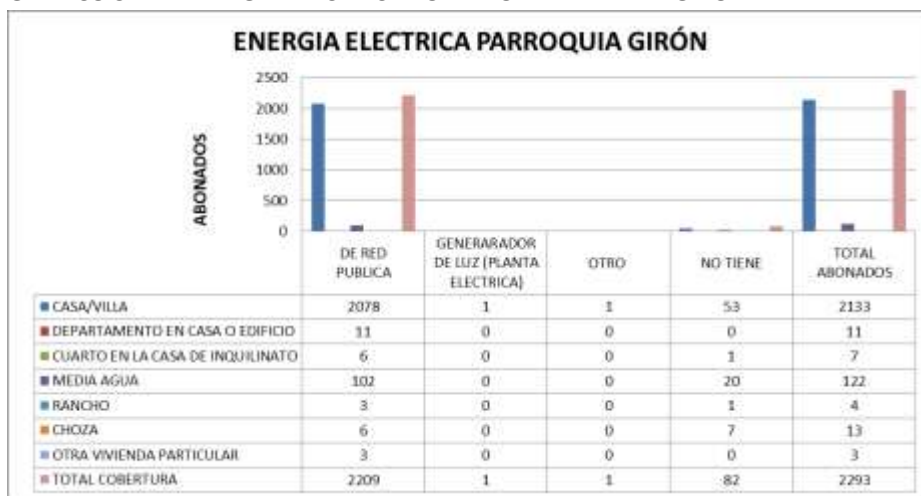 ENERGIA ELECTRICA PARROQUIA GIRÓN
ABONADOS
2500
2000
1500
1000
500
0
DE RED PUBLICA GENERARADOR DE LUZ (PLANTA ELECTRICA) OTRO NO TIENE TOTAL ABONADOS
CASA/VILLA 2078 1 1 53 2133
DEPARTAMENTO EN CASA O EDIFICIO 11 0 0 0 11
CUARTO EN LA CASA DE INQUILINATO 6 0 0 1 7
MEDIA AGUA 102 0 0 20 122
RANCHO 3 0 0 1 4
CHOZA 6 0 0 7 13
OTRA VIVIENDA PARTICULAR 3 0 0 0 3
TOTAL COBERTURA 2209 1 1 82 2293